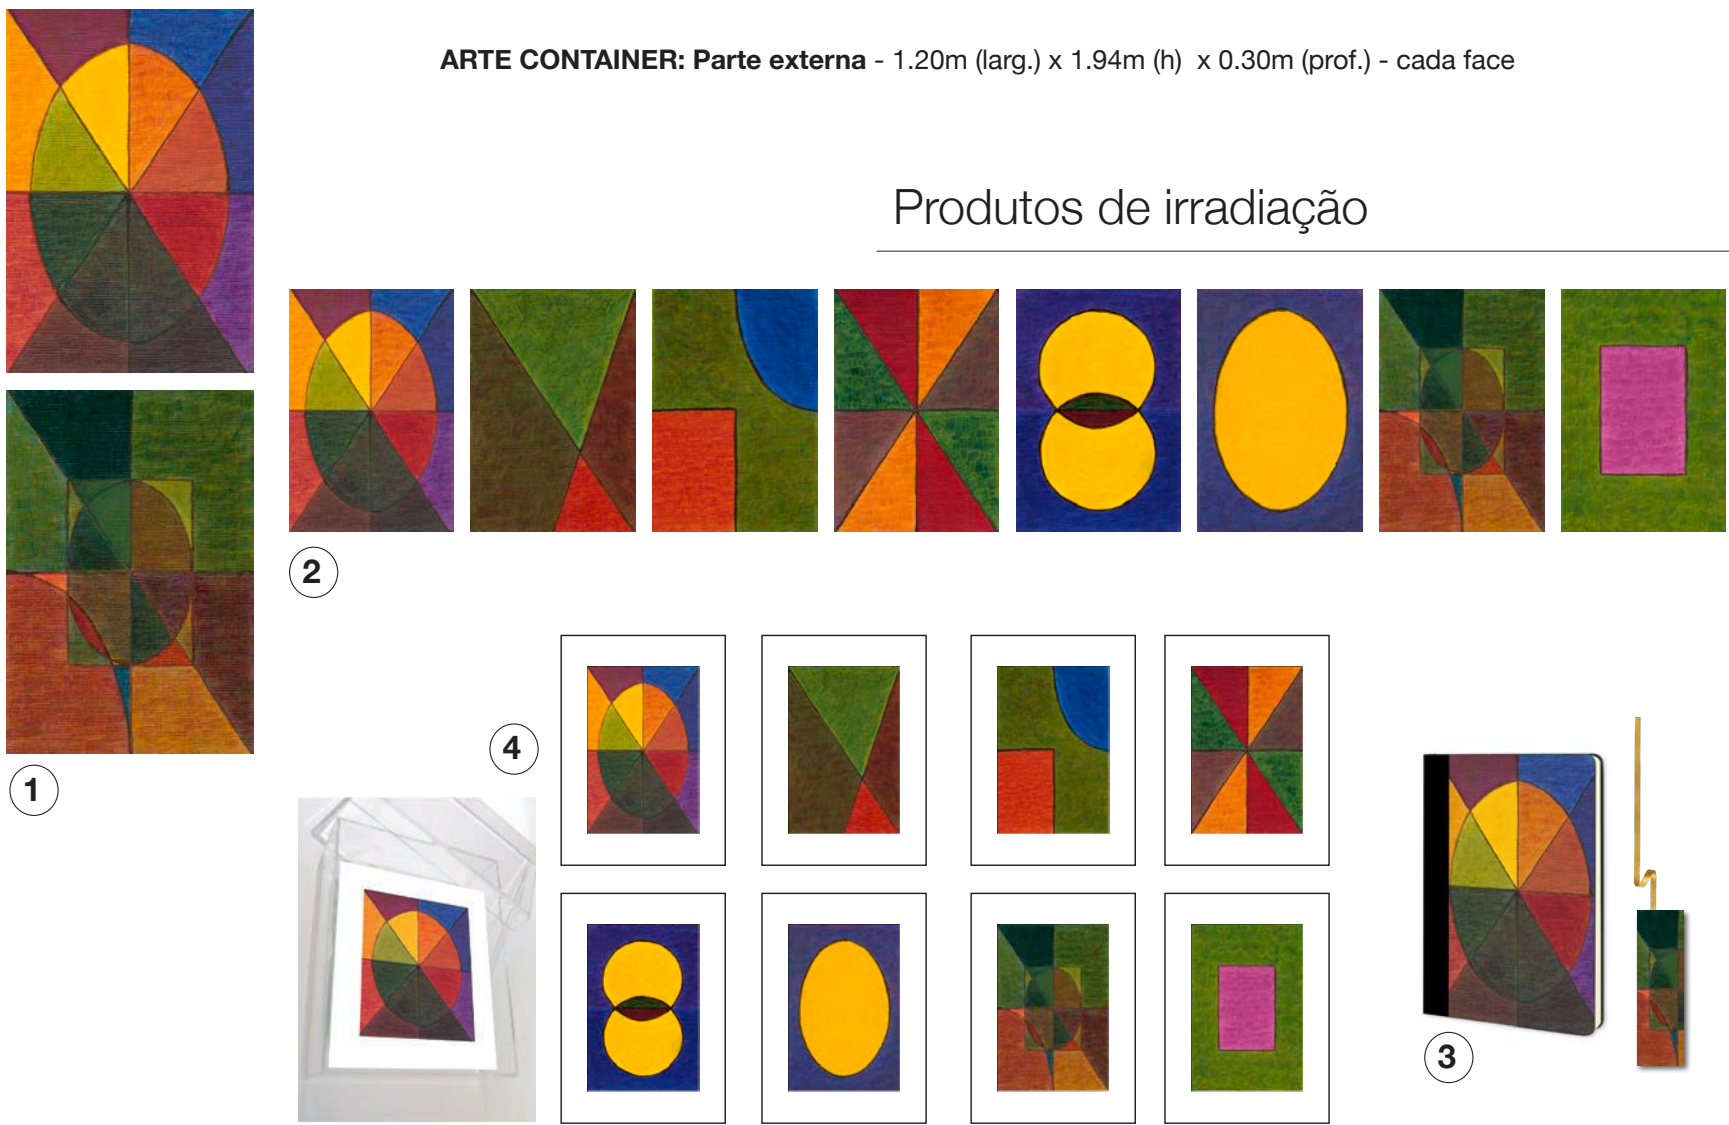 ARTE CONTAINER: Parte externa - 1.20m (larg.) x 1.94m (h)  x 0.30m (prof.) - cada face
Produtos de irradiação
2
4
1
3